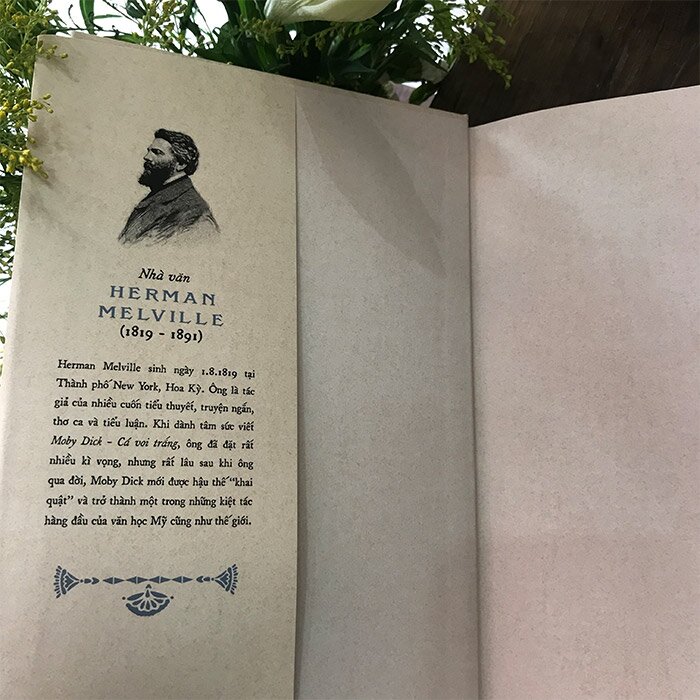 Nhà văn
HERMAN
MELVILLE
(1819 - 1891)
Herman Melville sinh ngày 1.8.1819 tại
Thành phố New York, Hoa Kỳ. Ông là tác
giả của nhiều cuốn tiểu thuyết, truyện ngắn,
thơ ca và tiểu luận. Khi dành tâm sức viết
Moby Dick - Cá voi trắng, ông đã đặt rất
nhiều kì vọng, nhưng rất lâu sau khi ông
qua đời, Moby Dick mới được hậu thế “khai
quật” và trở thành một trong những kiệt tác
hàng đầu của văn học Mỹ cũng như thế giới.